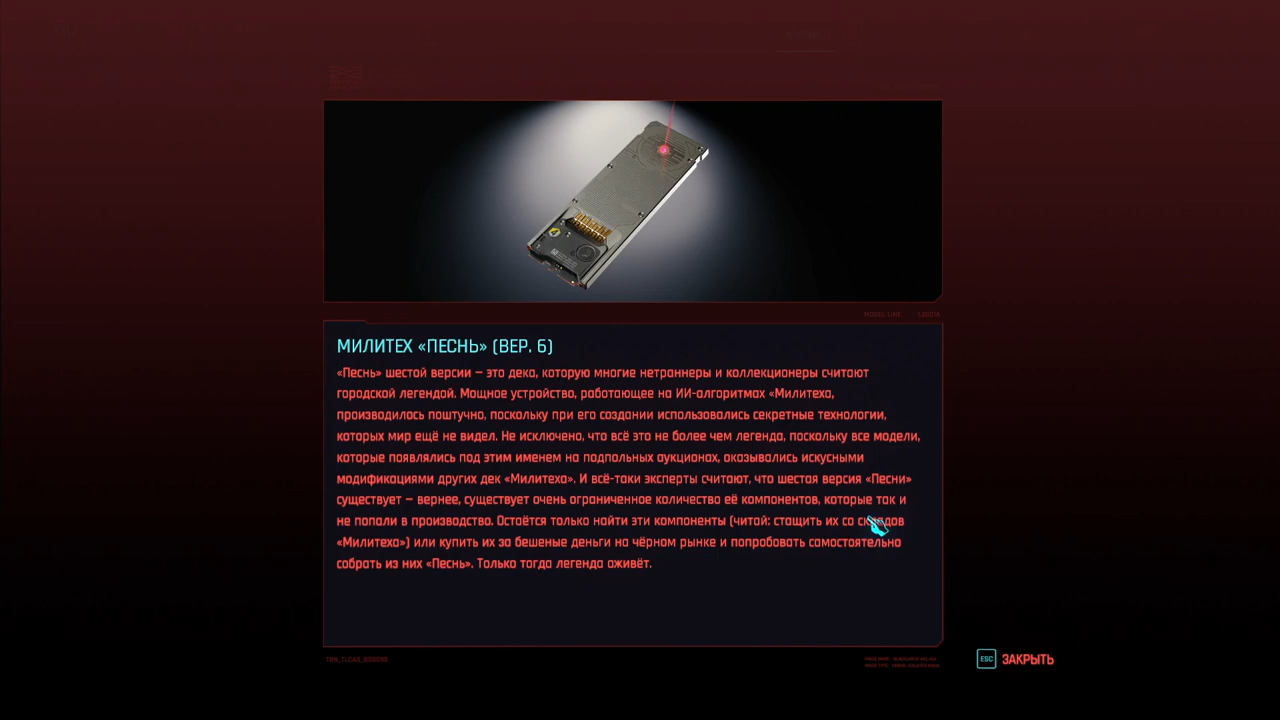 MODEL LINE
МИЛИТЕХ «ПЕСНЬ» (ВЕР. 6)
«Песнь» шестой версии – это дека, которую многие нетраннеры и коллекционеры считают
городской легендой. Мощное устройство, работающее на ИИ-алгоритмах «Милитеха,
производилось поштучно, поскольку при его создании использовались секретные технологии,
которых мир ещё не видел. Не исключено, что всё это не более чем легенда, поскольку все модели,
которые появлялись под этим именем на подпольных аукционах, оказывались искусными
модификациями других дек «Милитеха». И всё-таки эксперты считают, что шестая версия «Песни»
существует – вернее, существует очень ограниченное количество её компонентов, которые так и
не попали в производство. Остаётся только найти эти компоненты (читай: стащить их со складов
«Милитеха») или купить их за бешеные деньги на чёрном рынке и попробовать самостоятельно
собрать из них «Песнь». Только тогда легенда оживёт.
ESC ЗАКРЫТЬ